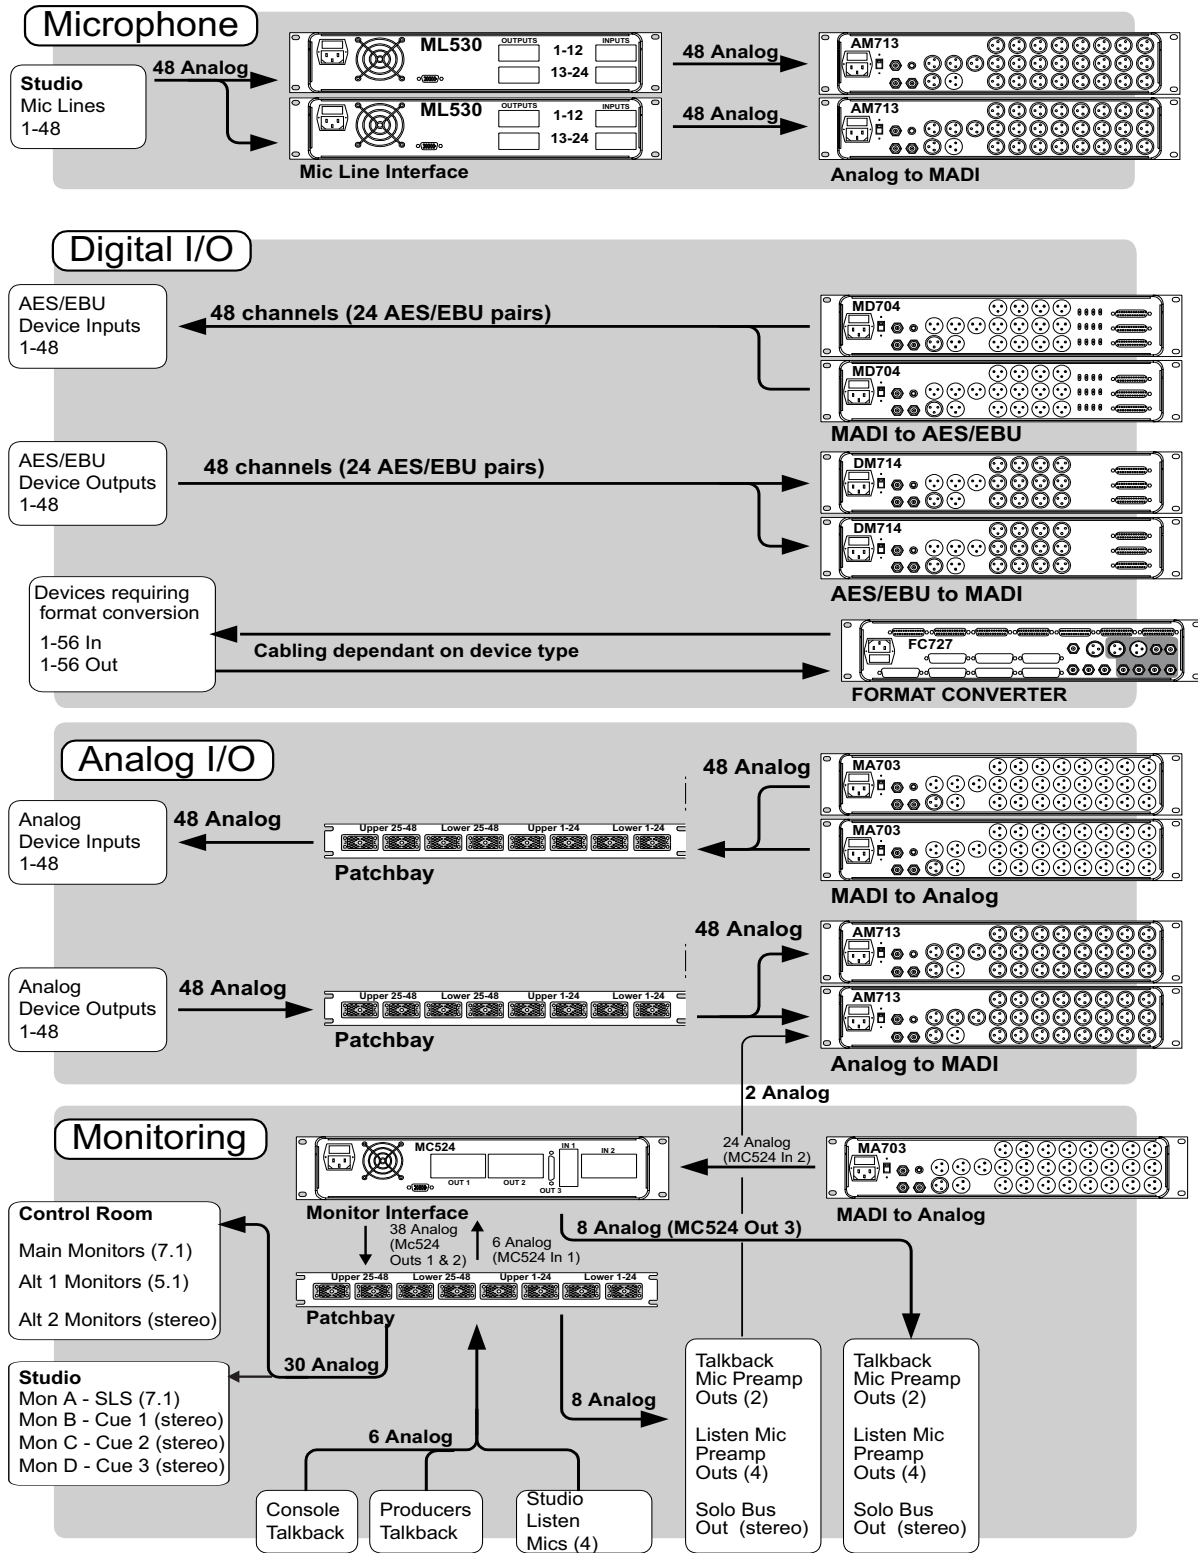 Microphone
Studio
Mic Lines
1-48
48 Analog
ML530
OUTPUTS
INPUTS
1-12
13-24
ML530
OUTPUTS
INPUTS
1-12
13-24
Mic Line Interface
48 Analog
48 Analog
AM713
AM713
Analog to MADI
Digital I/O
AES/EBU
Device Inputs
1-48
48 channels (24 AES/EBU pairs)
MD704
MD704
MADI to AES/EBU
AES/EBU
Device Outputs
1-48
48 channels (24 AES/EBU pairs)
DM714
DM714
AES/EBU to MADI
Devices requiring
format conversion
1-56 In
1-56 Out
Cabling dependant on device type
FC727
FORMAT CONVERTER
Analog I/O
Analog
Device Inputs
1-48
48 Analog
Upper 25-48 Lower 25-48 Upper 1-24 Lower 1-24
Patchbay
48 Analog
MA703
MA703
MADI to Analog
Analog
Device Outputs
1-48
48 Analog
Upper 25-48 Lower 25-48 Upper 1-24 Lower 1-24
Patchbay
48 Analog
AM713
AM713
Analog to MADI
2 Analog
Monitoring
MC524
OUT 1
OUT 2
OUT 3
IN 1
IN 2
Monitor Interface
24 Analog
(MC524 In 2)
MA703
MADI to Analog
38 Analog
(Mc524
Outs 1 & 2)
6 Analog
(MC524 In 1)
8 Analog (MC524 Out 3)
Upper 25-48 Lower 25-48 Upper 1-24 Lower 1-24
Patchbay
Control Room
Main Monitors (7.1)
Alt 1 Monitors (5.1)
Alt 2 Monitors (stereo)
30 Analog
Studio
Mon A - SLS (7.1)
Mon B - Cue 1 (stereo)
Mon C - Cue 2 (stereo)
Mon D - Cue 3 (stereo)
6 Analog
8 Analog
Console
Talkback
Producers
Talkback
Studio
Listen
Mics (4)
Talkback
Mic Preamp
Outs (2)
Listen Mic
Preamp
Outs (4)
Solo Bus
Out (stereo)
Talkback
Mic Preamp
Outs (2)
Listen Mic
Preamp
Outs (4)
Solo Bus
Out (stereo)